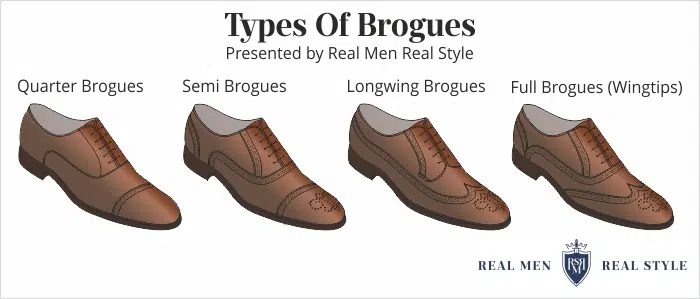 Types Of Brogues
Presented by Real Men Real Style
Quarter Brogues
Semi Brogues
Longwing Brogues
Full Brogues (Wingtips)
REAL MEN
RSR
M
REAL STYLE